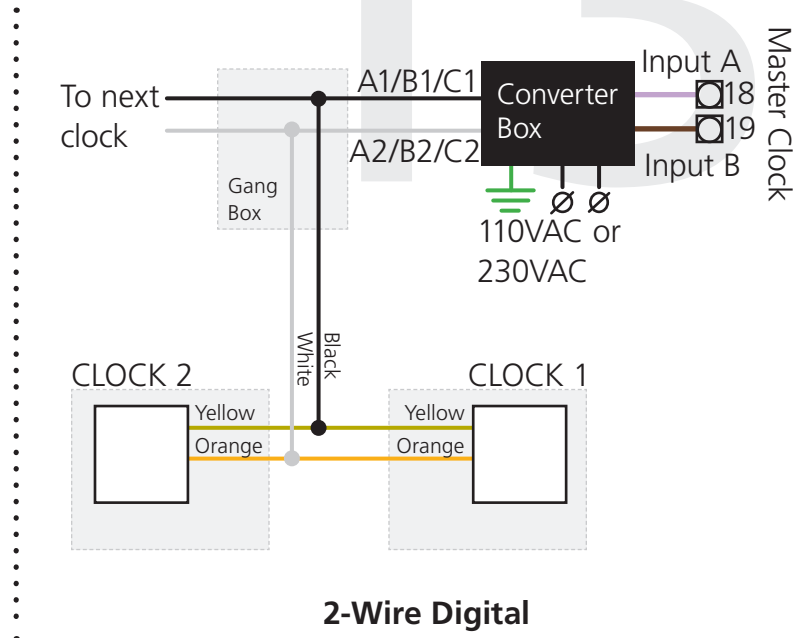 Master Clock
Input A
18
19
Input B
Converter
Box
A1/B1/C1
A2/B2/C2
To next
clock
Gang
Box
110VAC or
230VAC
Black
White
CLOCK 2
Yellow
Orange
CLOCK 1
Yellow
Orange
2-Wire Digital